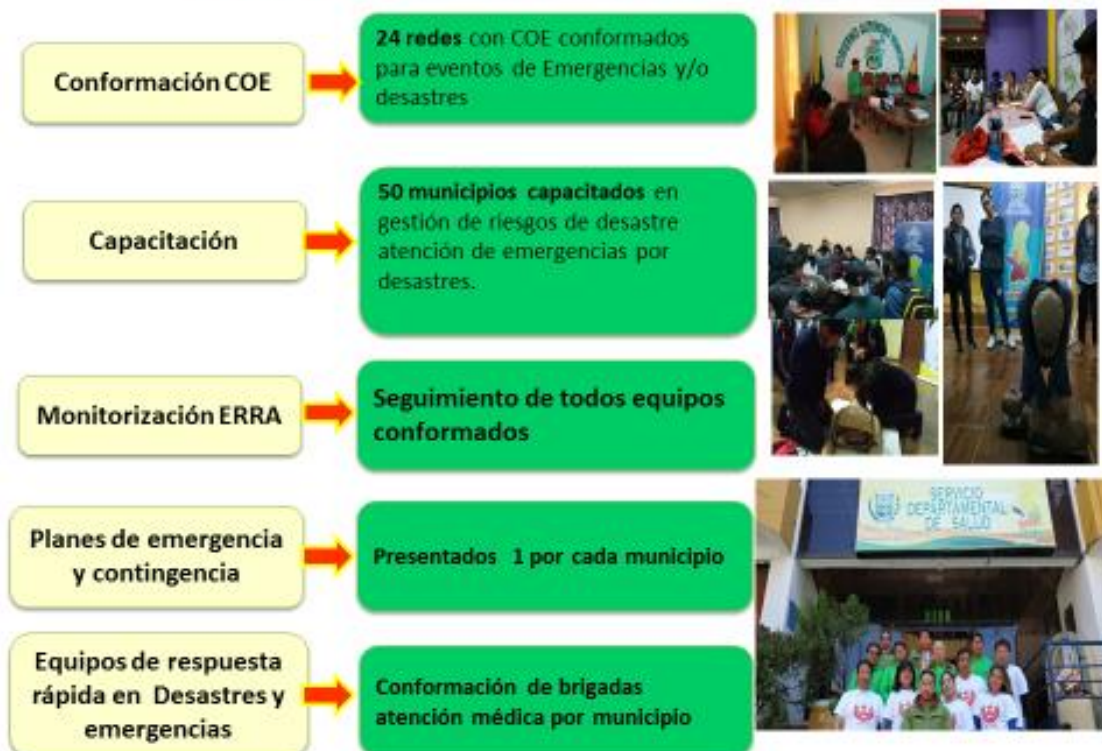 Conformación COE
24 redes con COE conformados
para eventos de Emergencias y/o
desastres
Capacitación
50 municipios capacitados en
gestión de riesgos de desastre
atención de emergencias por
desastres.
Monitorización ERRA
Seguimiento de todos equipos
conformados
Planes de emergencia
y contingencia
Presentados 1 por cada municipio
Equipos de respuesta
rápida en Desastres y
emergencias
Conformación de brigadas
atención médica por municipio
SERVICIO
DEPARTAMENTAL
DE SALUD